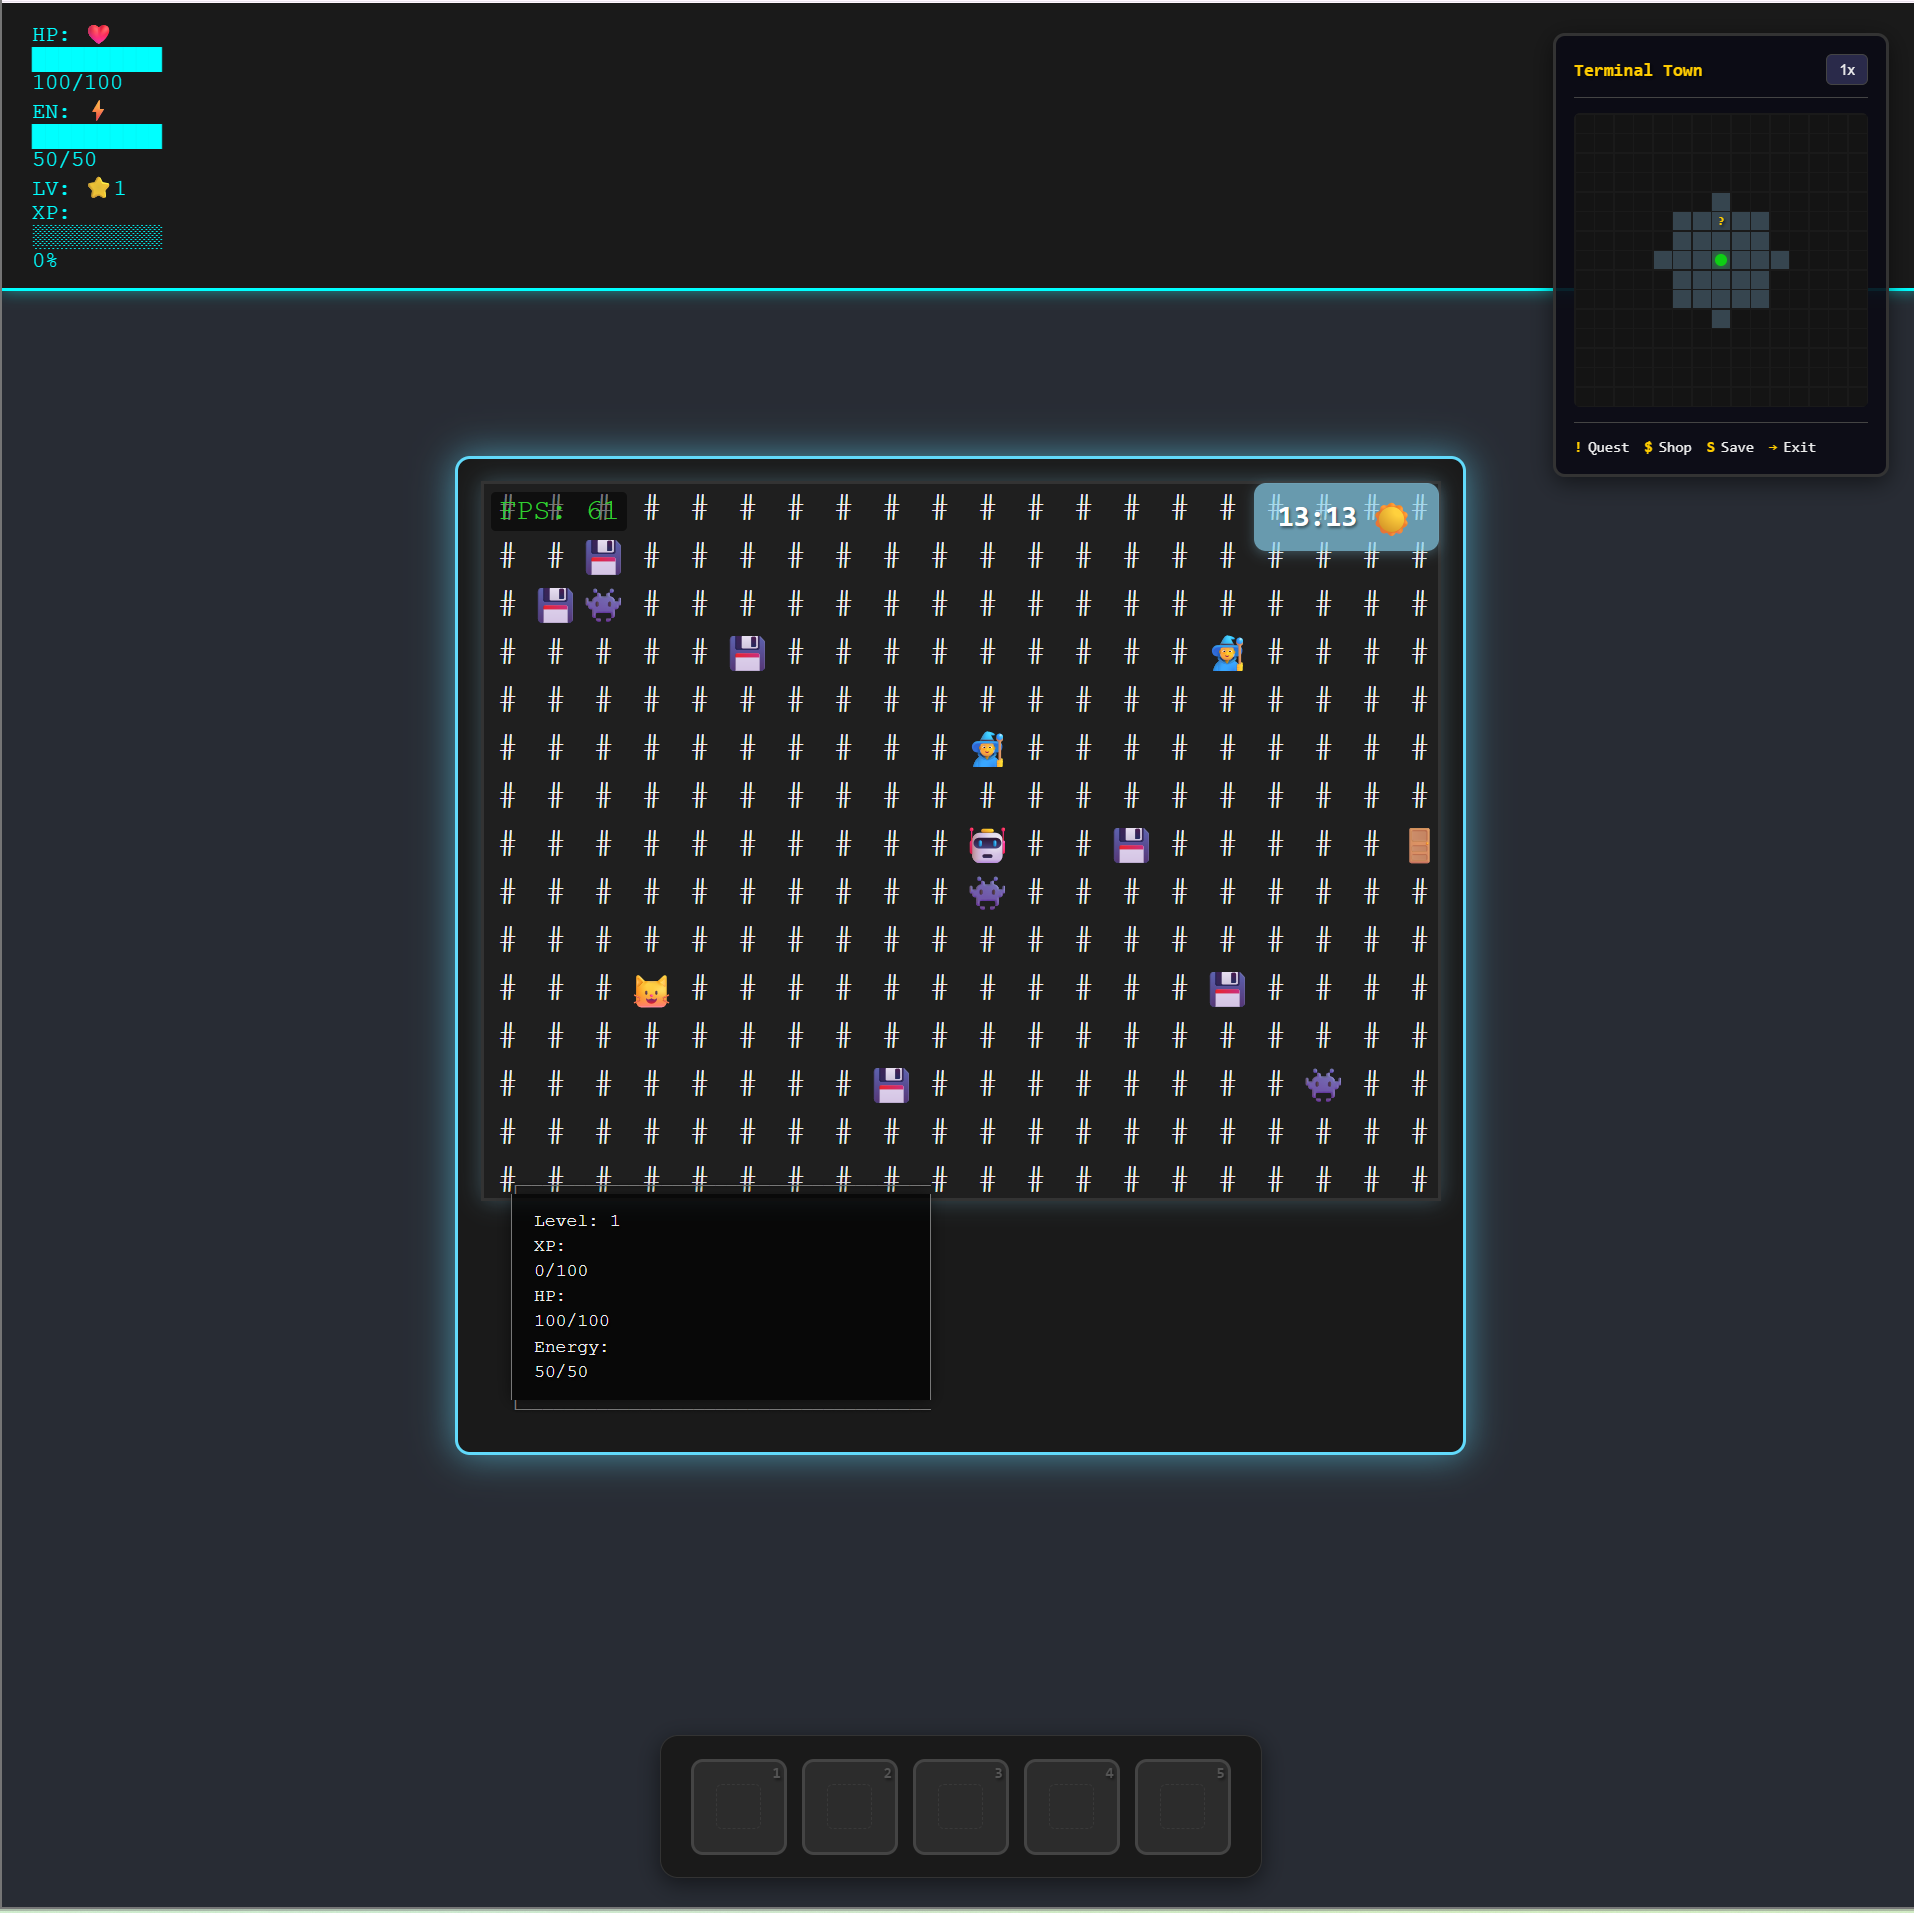 HP: ❤️
100/100
EN: ⚡
50/50
LV: ⭐1
XP:
0%
Terminal Town
1x
?
! Quest $ Shop S Save → Exit
FPS: 61
13:13
# # # # # # # # # # # # # # # # # # # #
# # # # # # # # # # # # # # # # # # #
# # # # # # # # # # # # # # # # # #
# # # # # # # # # # # # # # # # # #
# # # # # # # # # # # # # # # # # # # #
# # # # # # # # # # # # # # # # # # #
# # # # # # # # # # # # # # # # # # # #
# # # # # # # # # # # # # # # # #
# # # # # # # # # # # # # # # # # # #
# # # # # # # # # # # # # # # # # # # #
# # # # # # # # # # # # # # # # # #
# # # # # # # # # # # # # # # # # # # #
# # # # # # # # # # # # # # # # # #
# # # # # # # # # # # # # # # # # # # #
# # # # # # # # # # # # # # # # # # # #
Level: 1
XP:
0/100
HP:
100/100
Energy:
50/50
1 2 3 4 5